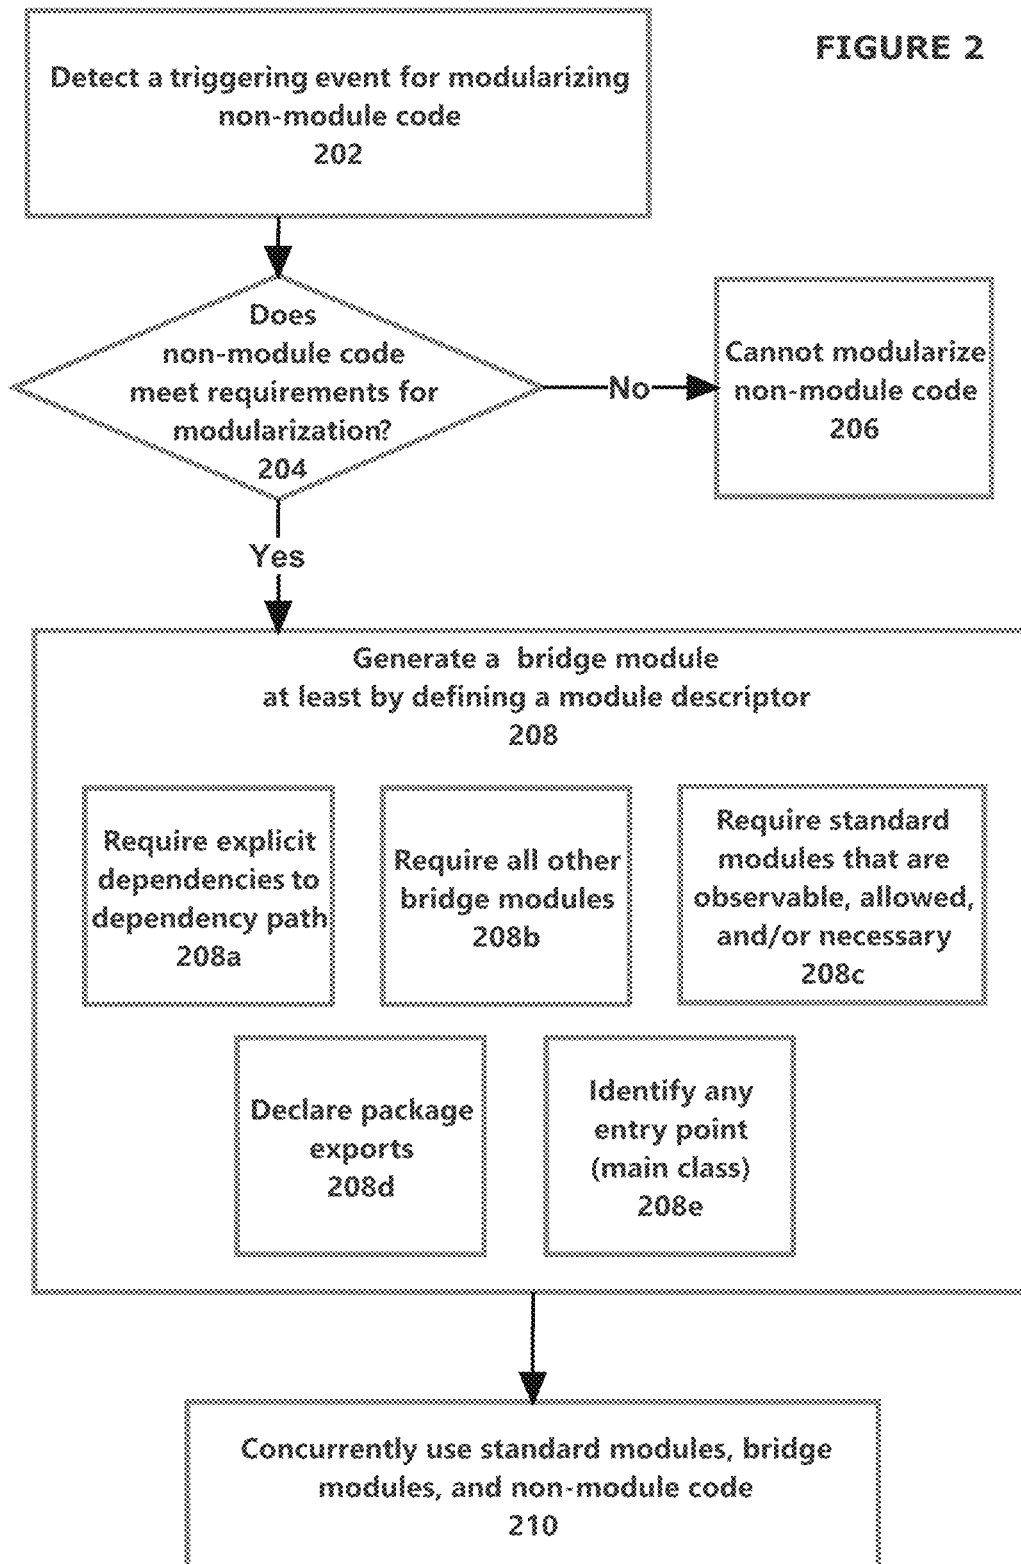 FIGURE 2
Detect a triggering event for modularizing
non-module code
202
Does
non-module code
meet requirements for
modularization?
204
No
Cannot modularize
non-module code
206
Yes
Generate a bridge module
at least by defining a module descriptor
208
Require explicit
dependencies to
dependency path
208a
Require all other
bridge modules
208b
Require standard
modules that are
observable, allowed,
and/or necessary
208c
Declare package
exports
208d
Identify any
entry point
(main class)
208e
Concurrently use standard modules, bridge
modules, and non-module code
210